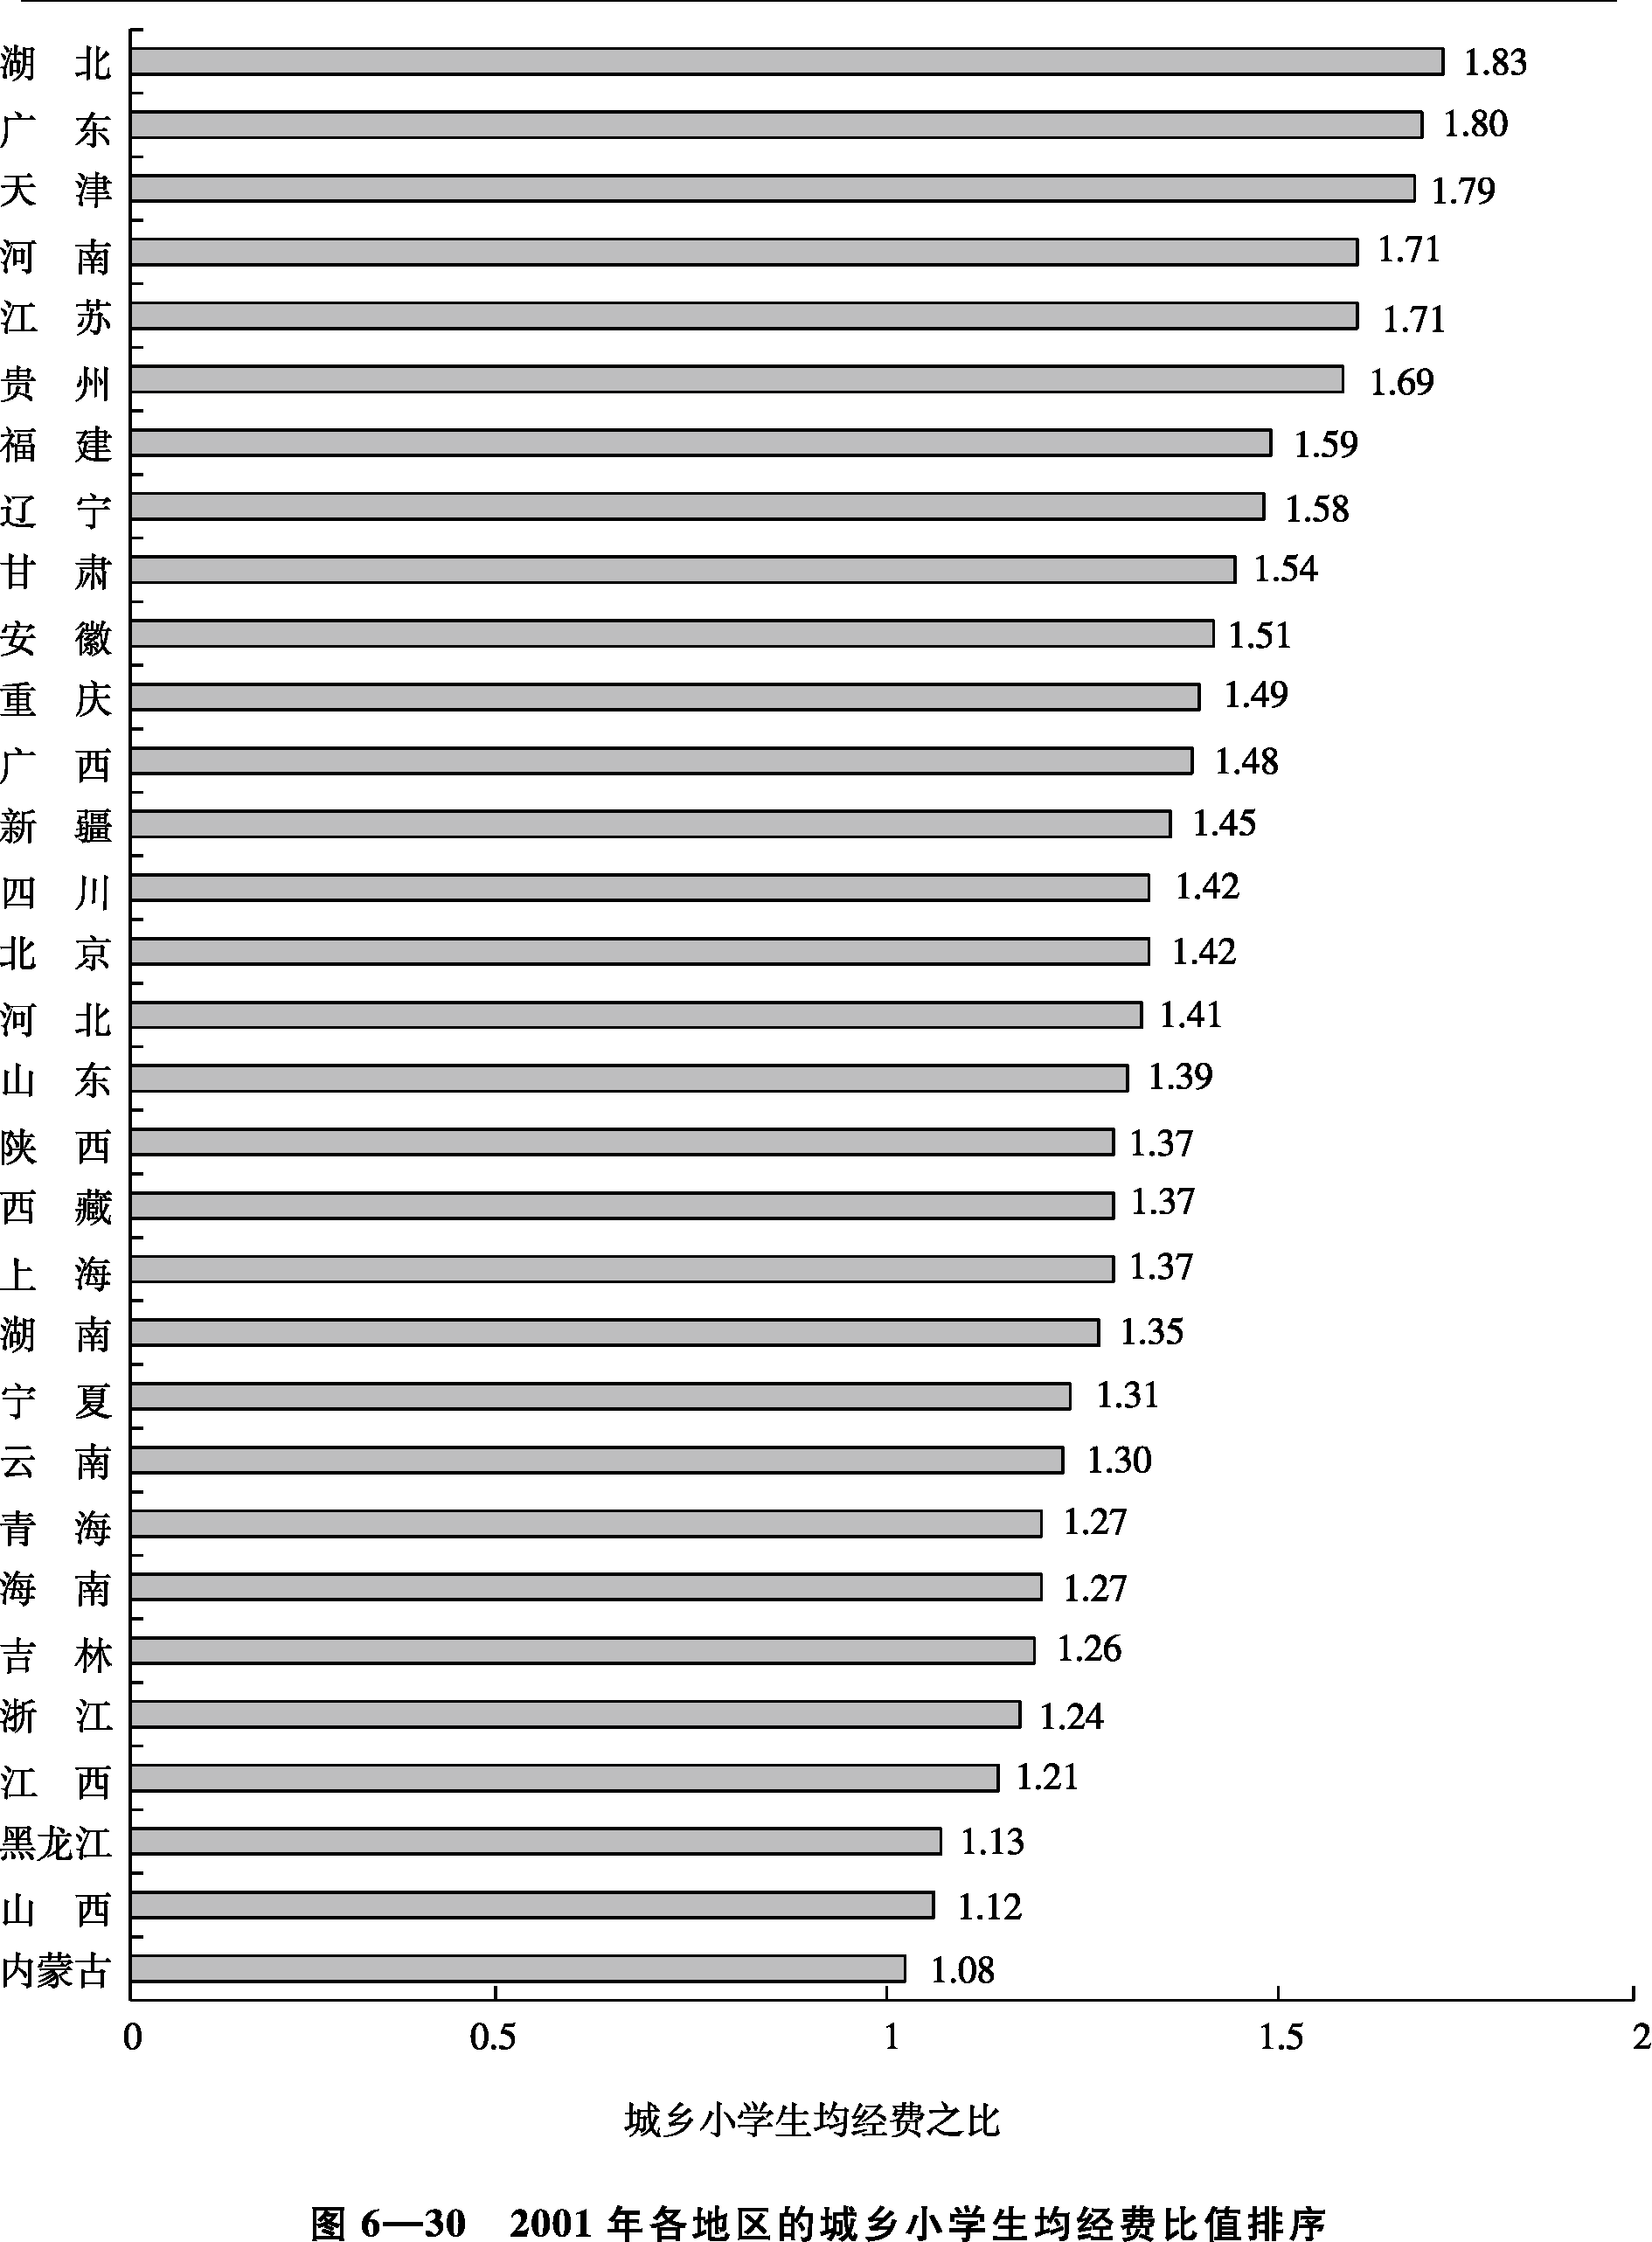 湖 北 1.83
广 东 1.80
天 津 1.79
河 南 1.71
江 苏 1.71
贵 州 1.69
福 建 1.59
辽 宁 1.58
甘 肃 1.54
安 徽 1.51
重 庆 1.49
广 西 1.48
新 疆 1.45
四 川 1.42
北 京 1.42
河 北 1.41
山 东 1.39
陕 西 1.37
西 藏 1.37
上 海 1.37
湖 南 1.35
宁 夏 1.31
云 南 1.30
青 海 1.27
海 南 1.27
吉 林 1.26
浙 江 1.24
江 西 1.21
黑龙江 1.13
山 西 1.12
内蒙古 1.08
0 0.5 1 1.5 2
城乡小学生均经费之比
图 6—30 2001 年各地区的城乡小学生均经费比值排序